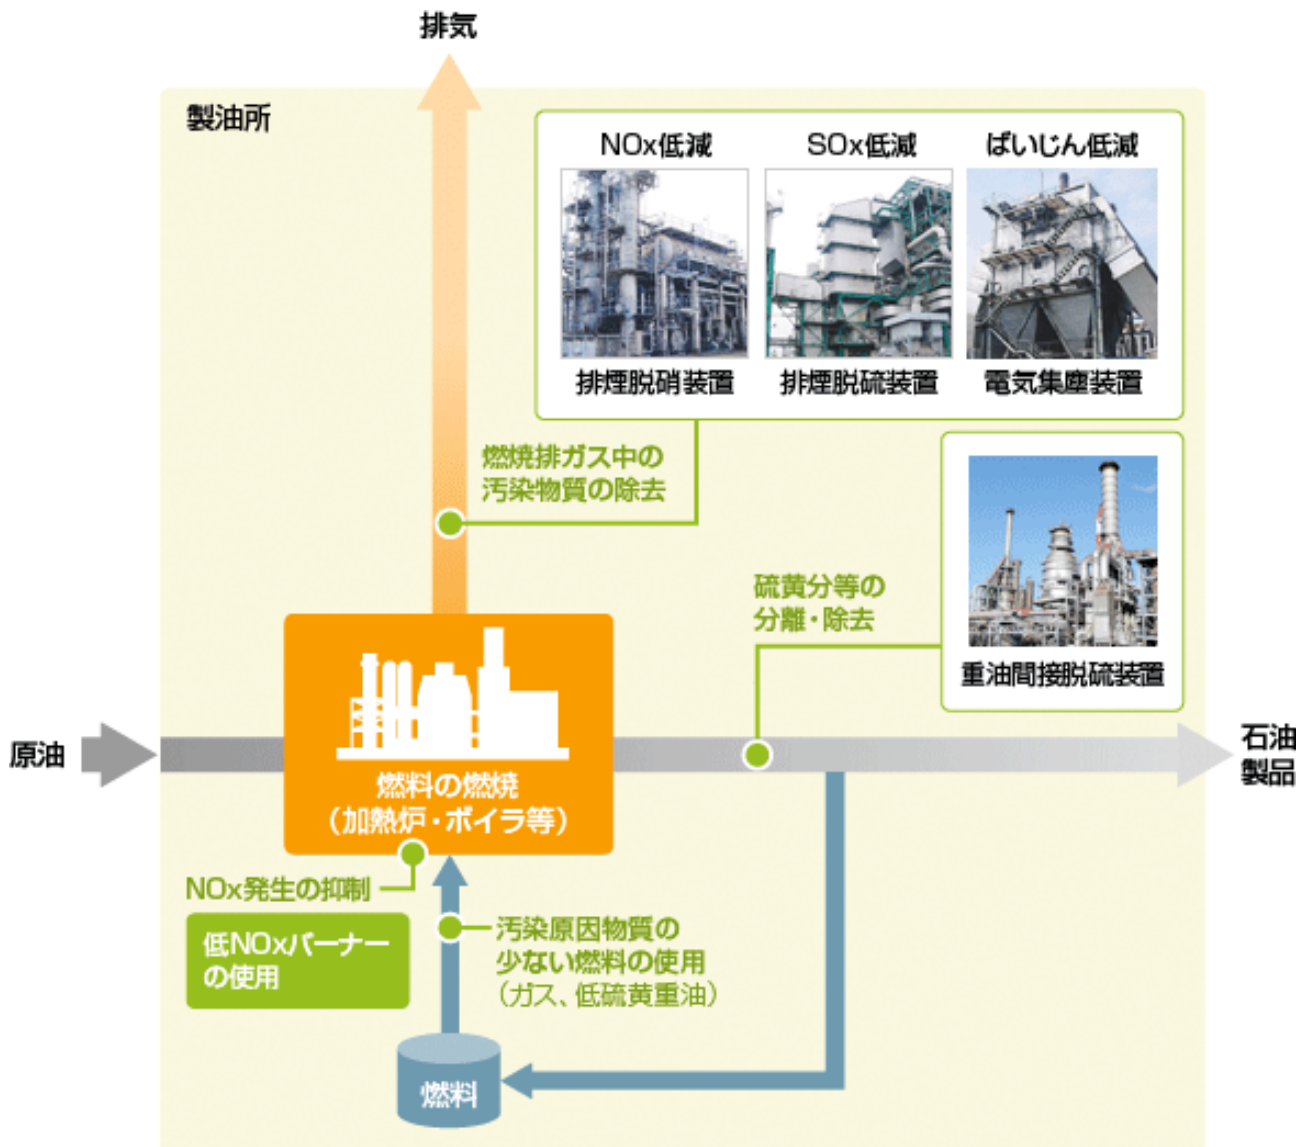 排気
製油所
NOx低減
SOx低減
ばいじん低減
排煙脱硝装置
排煙脱硫装置
電気集塵装置
燃焼排ガス中の
汚染物質の除去
硫黄分等の
分離・除去
重油間接脱硫装置
原油
石油
製品
燃料の燃焼
（加熱炉・ボイラ等）
NOx発生の抑制
低NOxバーナー
の使用
汚染原因物質の
少ない燃料の使用
（ガス、低硫黄重油）
燃料